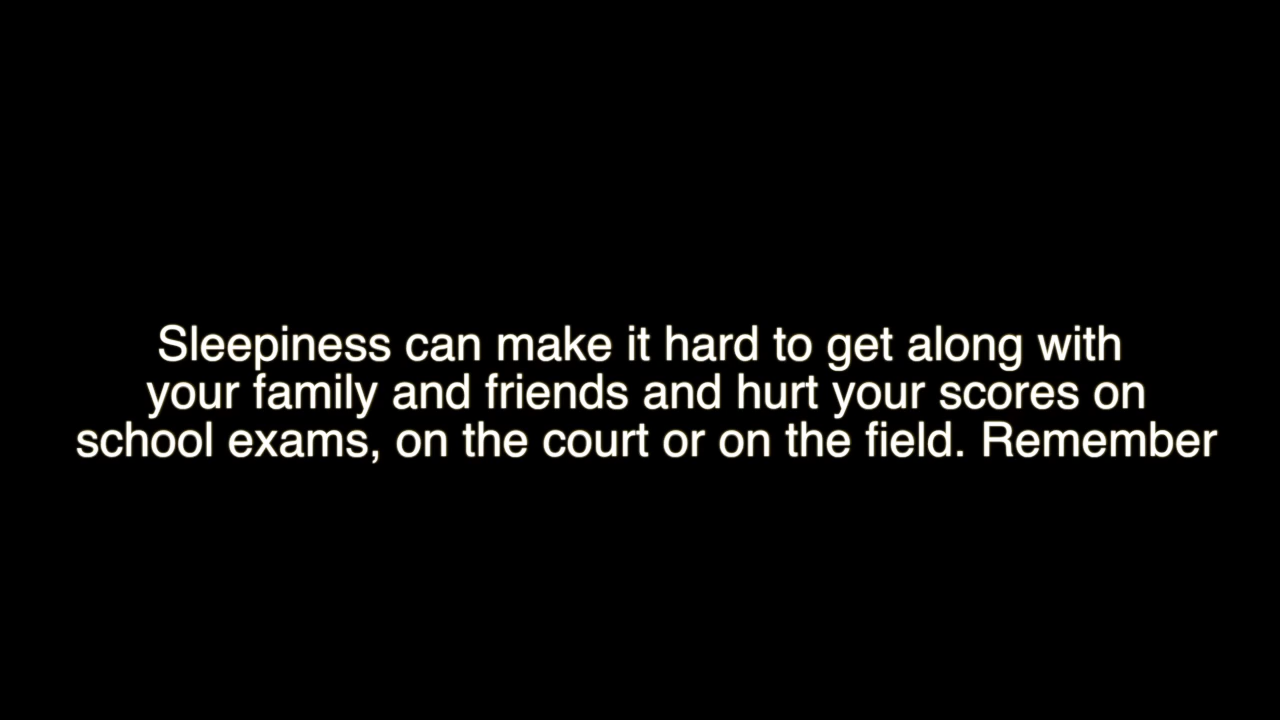 Sleepiness can make it hard to get along with
your family and friends and hurt your scores on
school exams, on the court or on the field. Remember